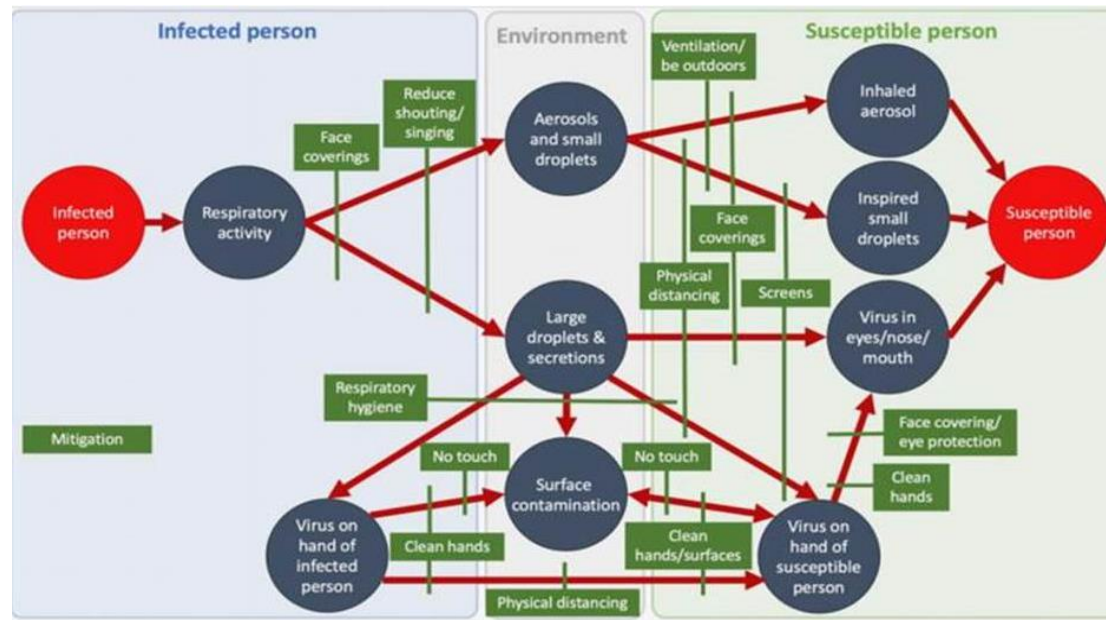 Infected person
Environment
Susceptible person
Ventilation/
be outdoors
Reduce
shouting/
singing
Face
coverings
Aerosols
and small
droplets
Inhaled
aerosol
Infected
person
Respiratory
activity
Inspired
small
droplets
Susceptible
person
Face
coverings
Physical
distancing
Screens
Large
droplets &
secretions
Virus in
eyes/nose/
mouth
Respiratory
hygiene
Mitigation
Face covering/
eye protection
No touch
No touch
Clean
hands
Surface
contamination
Virus on
hand of
infected
person
Clean hands
Clean
hands/surfaces
Virus on
hand of
susceptible
person
Physical distancing